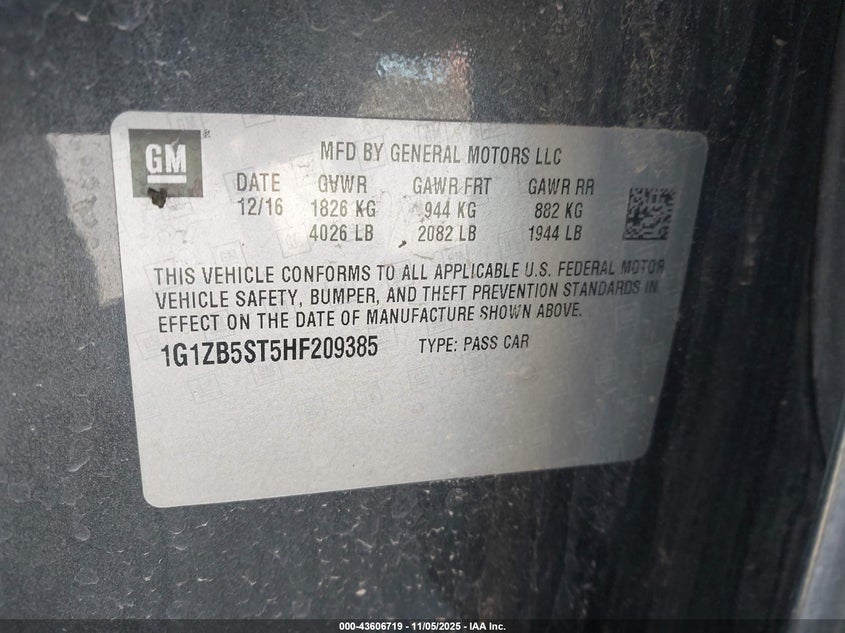 GM
MFD BY GENERAL MOTORS LLC
DATE GVWR GAWR FRT GAWR RR
12/16 1826 KG 944 KG 882 KG
4026 LB 2082 LB 1944 LB
THIS VEHICLE CONFORMS TO ALL APPLICABLE U.S. FEDERAL MOTOR
VEHICLE SAFETY, BUMPER, AND THEFT PREVENTION STANDARDS IN
EFFECT ON THE DATE OF MANUFACTURE SHOWN ABOVE.
1G1ZB5ST5HF209385 TYPE: PASS CAR
000-43606719 - 11/05/2025 - IAA Inc.